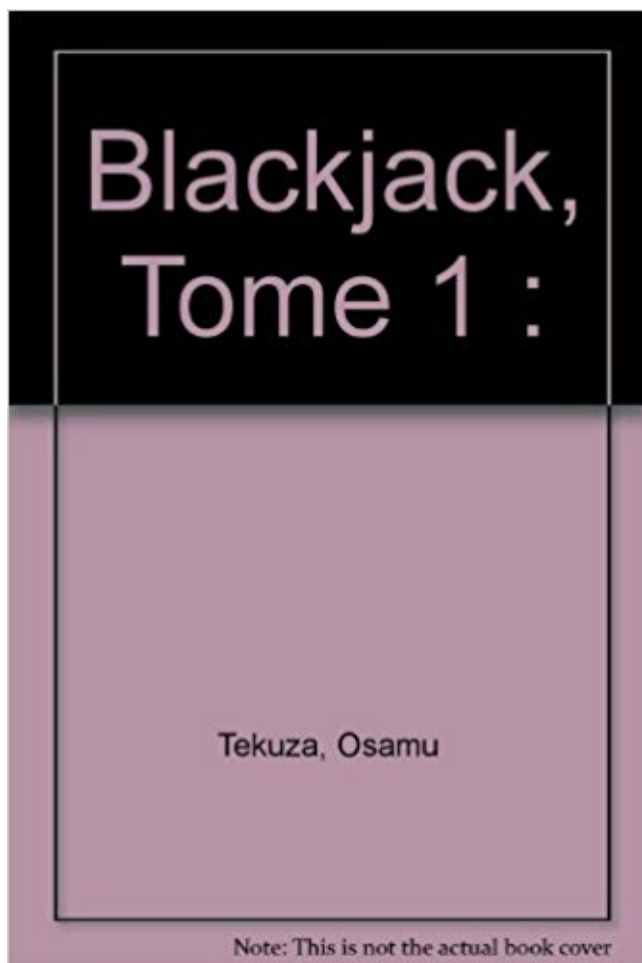 Blackjack,
Tome 1 :
Tekuza, Osamu
Note: This is not the actual book cover